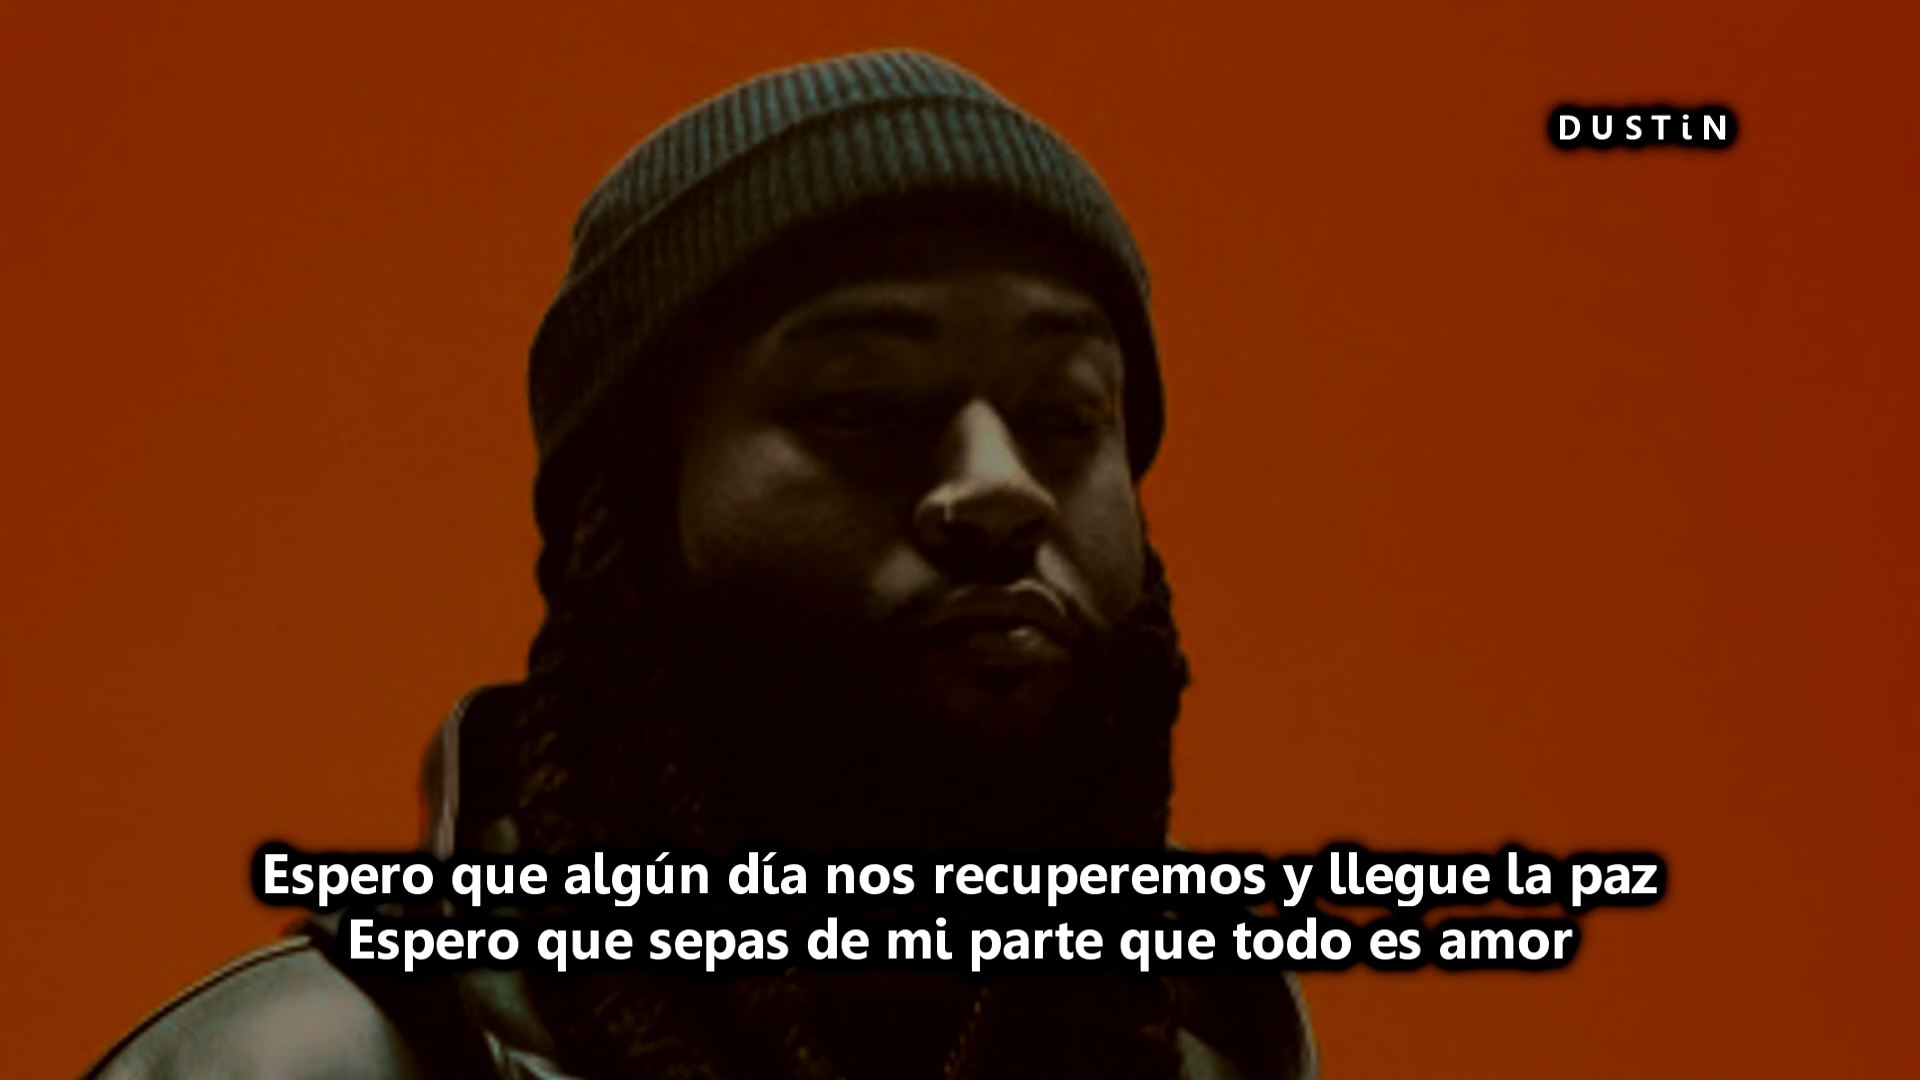 DUSTiN
Espero que algún día nos recuperemos y llegue la paz
Espero que sepas de mi parte que todo es amor